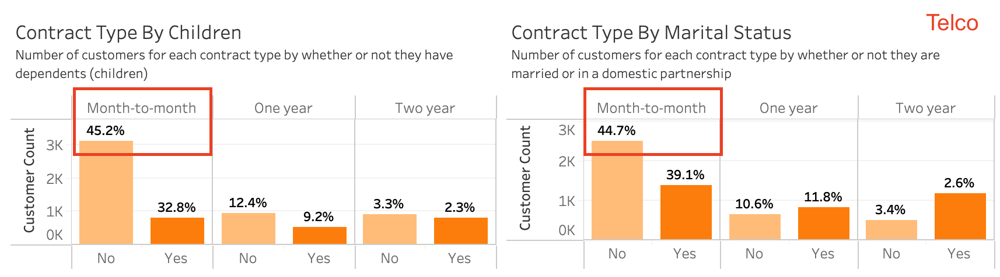 Telco
Contract Type By Children
Number of customers for each contract type by whether or not they have
dependents (children)
Month-to-month
One year
Two year
Customer Count
3K
2K
1K
0K
45.2%
32.8%
12.4%
9.2%
3.3%
2.3%
No
Yes
No
Yes
No
Yes
Contract Type By Marital Status
Number of customers for each contract type by whether or not they are
married or in a domestic partnership
Month-to-month
One year
Two year
Customer Count
3K
2K
1K
0K
44.7%
39.1%
10.6%
11.8%
3.4%
2.6%
No
Yes
No
Yes
No
Yes